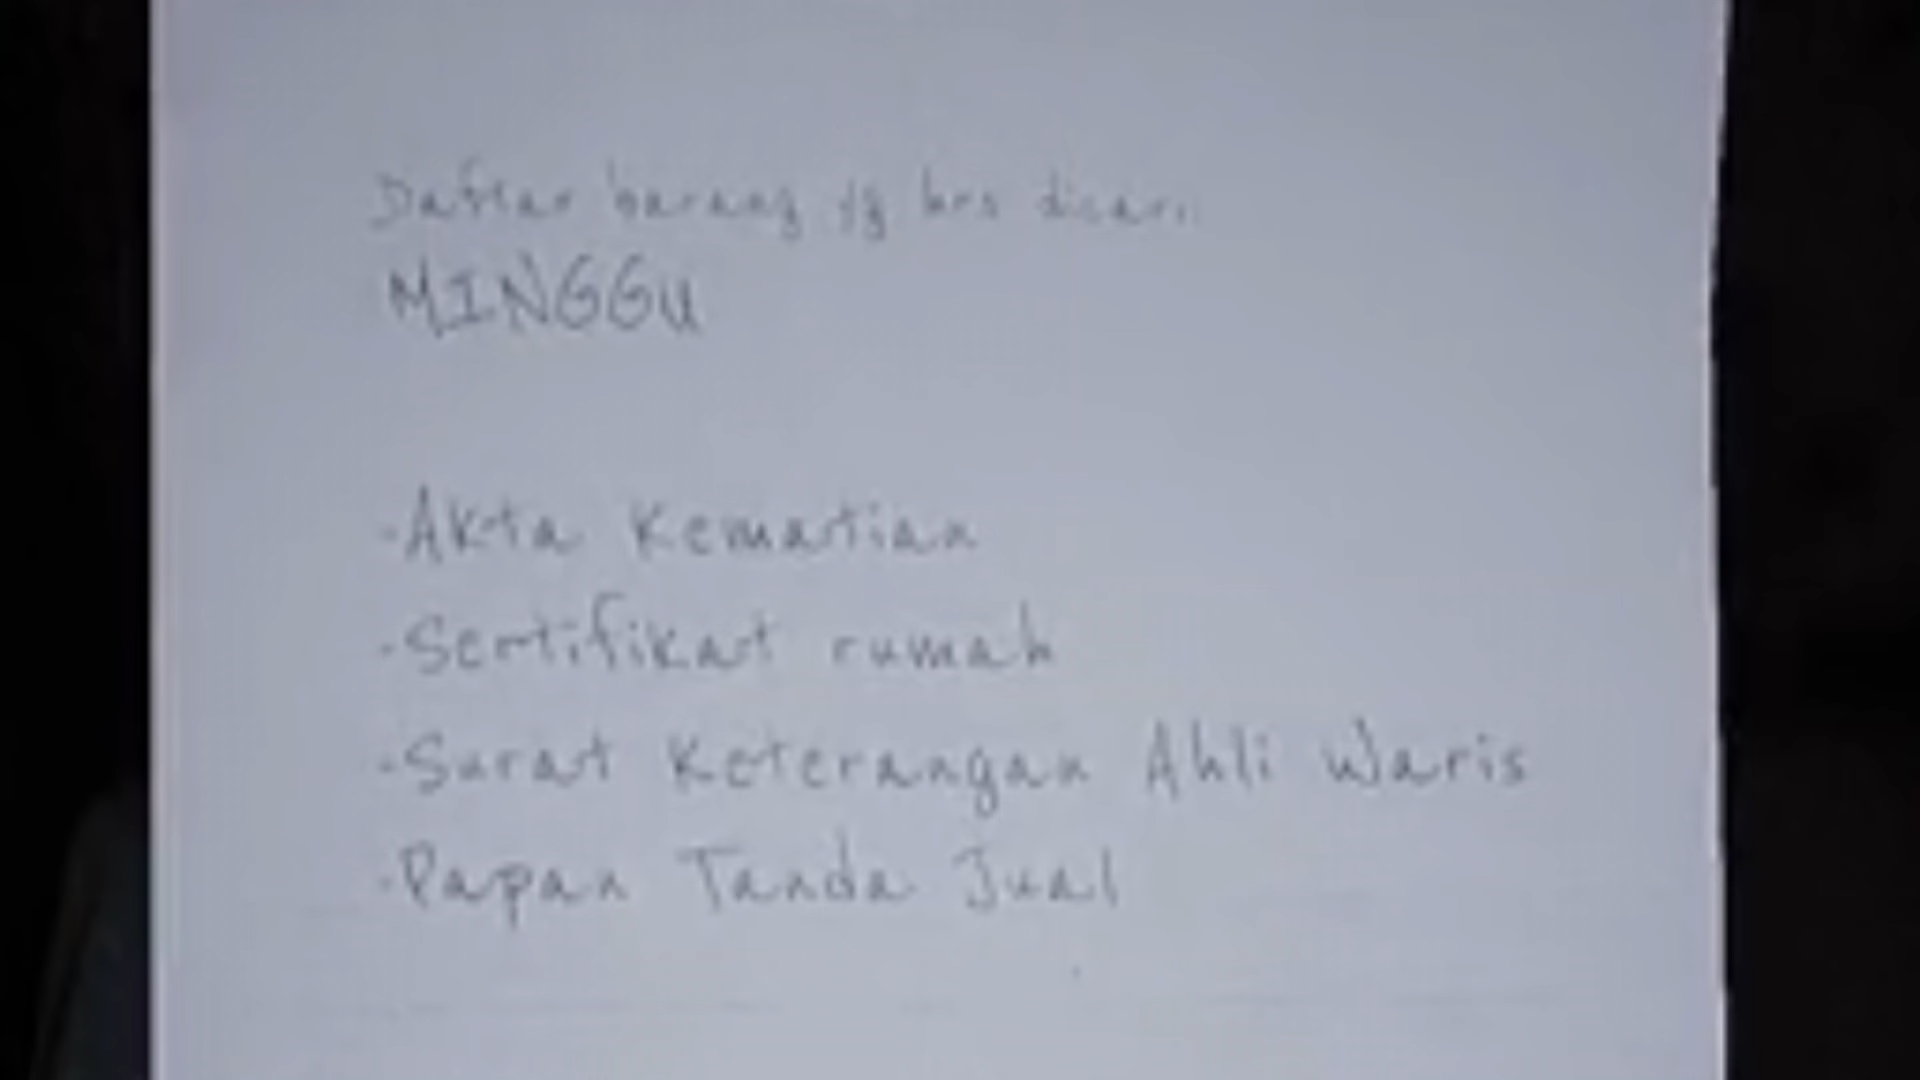 Daftar barang yg hrs dicari
MINGGU
-Akta Kematian
-Sertifikat rumah
-Surat Keterangan Ahli Waris
-Papan Tanda Jual